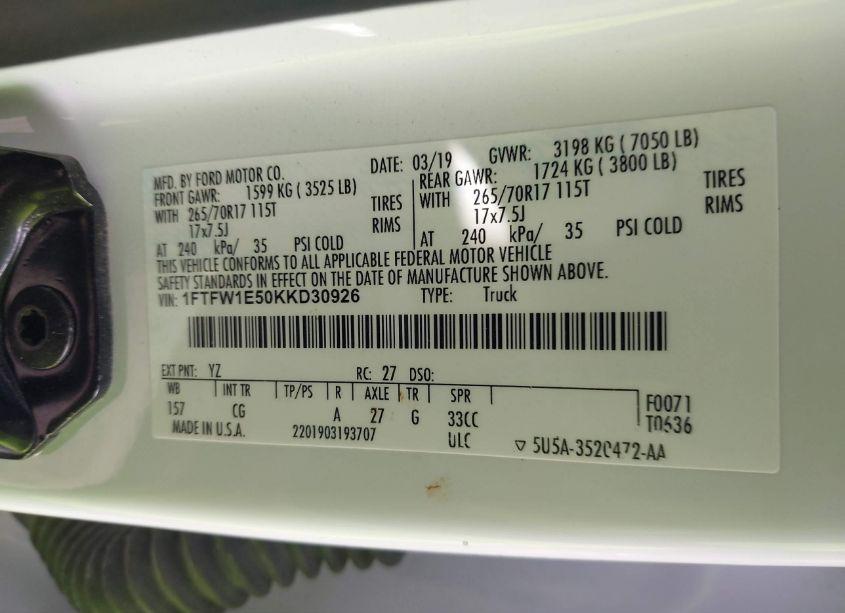 MFD. BY FORD MOTOR CO. DATE: 03/19 GVWR: 3198 KG ( 7050 LB)
FRONT GAWR: 1599 KG ( 3525 LB) REAR GAWR: 1724 KG ( 3800 LB)
WITH 265/70R17 115T TIRES WITH 265/70R17 115T TIRES
17x7.5J RIMS 17x7.5J RIMS
AT 240 kPa/ 35 PSI COLD AT 240 kPa/ 35 PSI COLD
THIS VEHICLE CONFORMS TO ALL APPLICABLE FEDERAL MOTOR VEHICLE
SAFETY STANDARDS IN EFFECT ON THE DATE OF MANUFACTURE SHOWN ABOVE.
VIN: 1FTFW1E50KKD30926 TYPE: Truck
EXT PNT: YZ RC: 27 DSO:
WB INT TR TP/PS R AXLE TR SPR
157 CG A 27 G 33CC F0071
MADE IN U.S.A. 2201903193707 ULC T0636
▽ 5U5A-3520472-AA